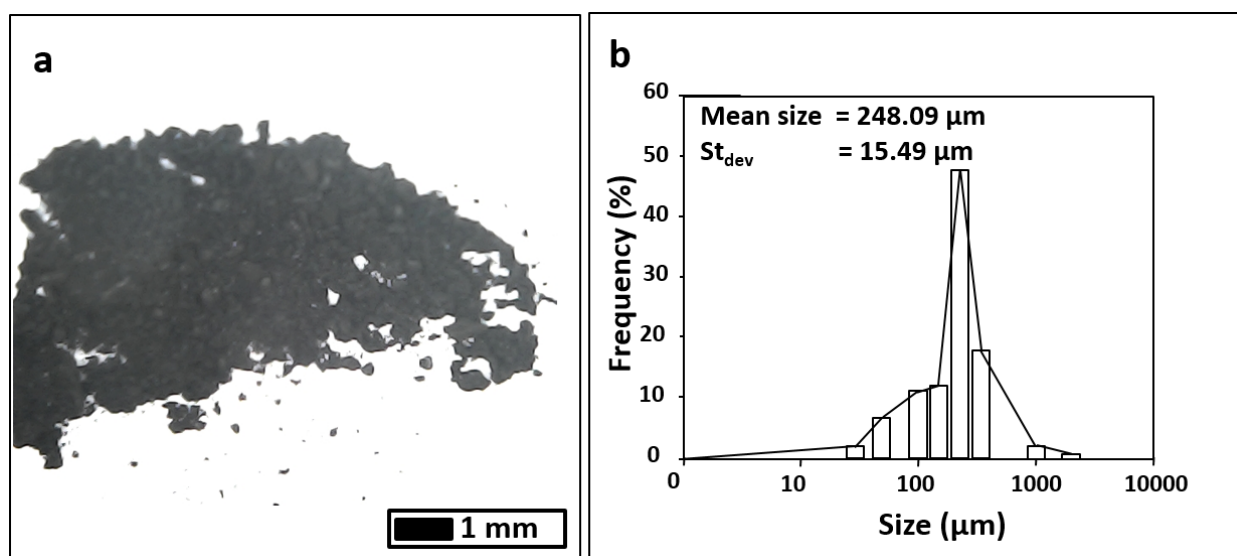 a
1 mm
b
Mean size = 248.09 μm
St_dev = 15.49 μm
Frequency (%)
60
50
40
30
20
10
0
0 10 100 1000 10000
Size (μm)